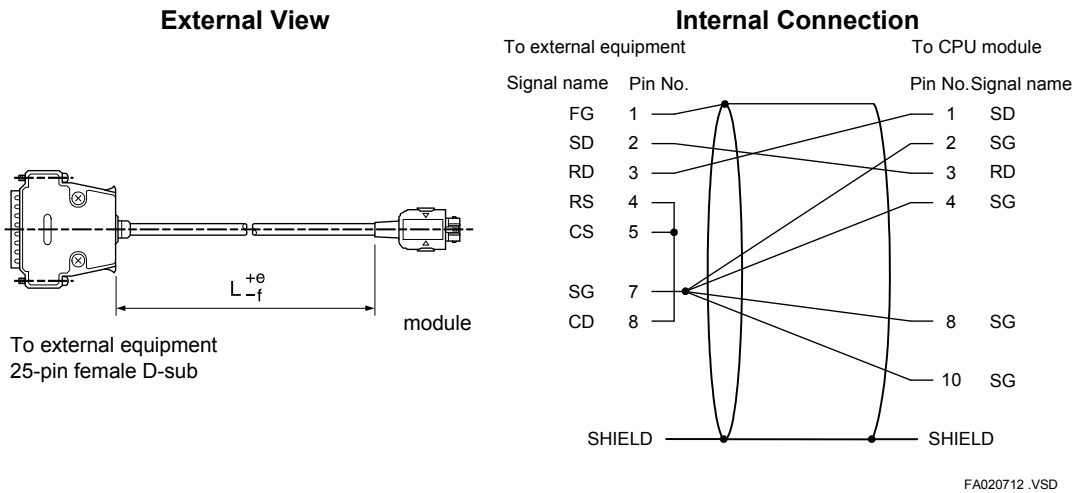 External View
Internal Connection
To external equipment
To CPU module
Signal name Pin No.
Pin No.Signal name
FG 1
1 SD
SD 2
2 SG
RD 3
3 RD
RS 4
4 SG
CS 5
SG 7
CD 8
8 SG
10 SG
SHIELD
SHIELD
L +e -f
module
To external equipment
25-pin female D-sub
FA020712 .VSD